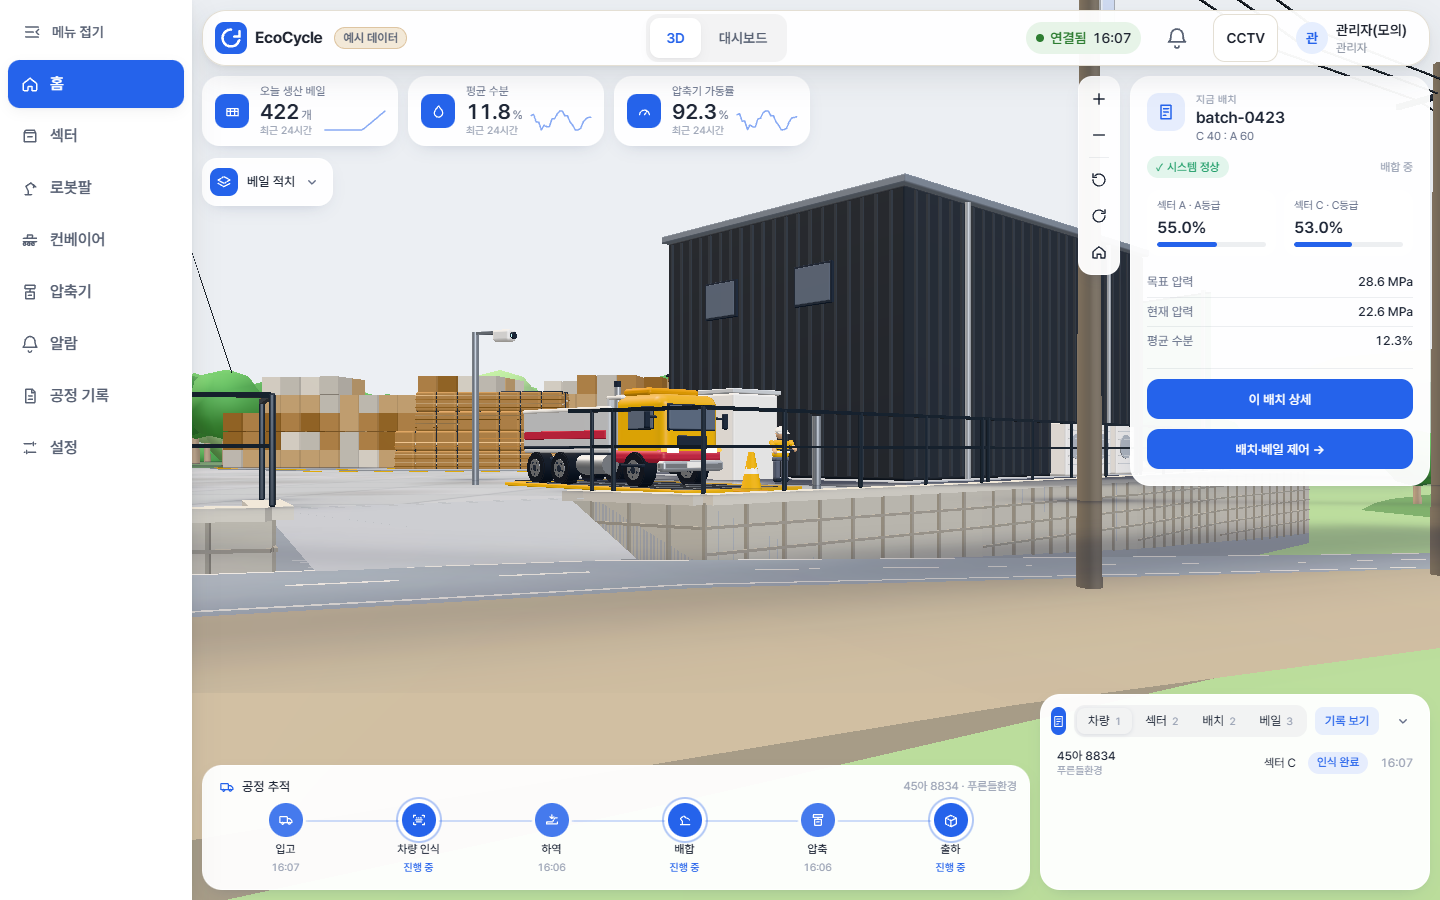 메뉴 접기
홈
섹터
로봇팔
컨베이어
압축기
알람
공정 기록
설정
EcoCycle
예시 데이터
3D
대시보드
연결됨 16:07
CCTV
관
관리자(모의)
관리자
오늘 생산 베일
422개
최근 24시간
평균 수분
11.8%
최근 24시간
압축기 가동률
92.3%
최근 24시간
베일 적치
지금 배치
batch-0423
C 40 : A 60
✓ 시스템 정상
배합 중
섹터 A · A등급
55.0%
섹터 C · C등급
53.0%
목표 압력 28.6 MPa
현재 압력 22.6 MPa
평균 수분 12.3%
이 배치 상세
배치·베일 제어 →
공정 추적
45아 8834 · 푸른들환경
입고
16:07
차량 인식
진행 중
하역
16:06
배합
진행 중
압축
16:06
출하
진행 중
차량 1
섹터 2
배치 2
베일 3
기록 보기
45아 8834
푸른들환경
섹터 C
인식 완료
16:07